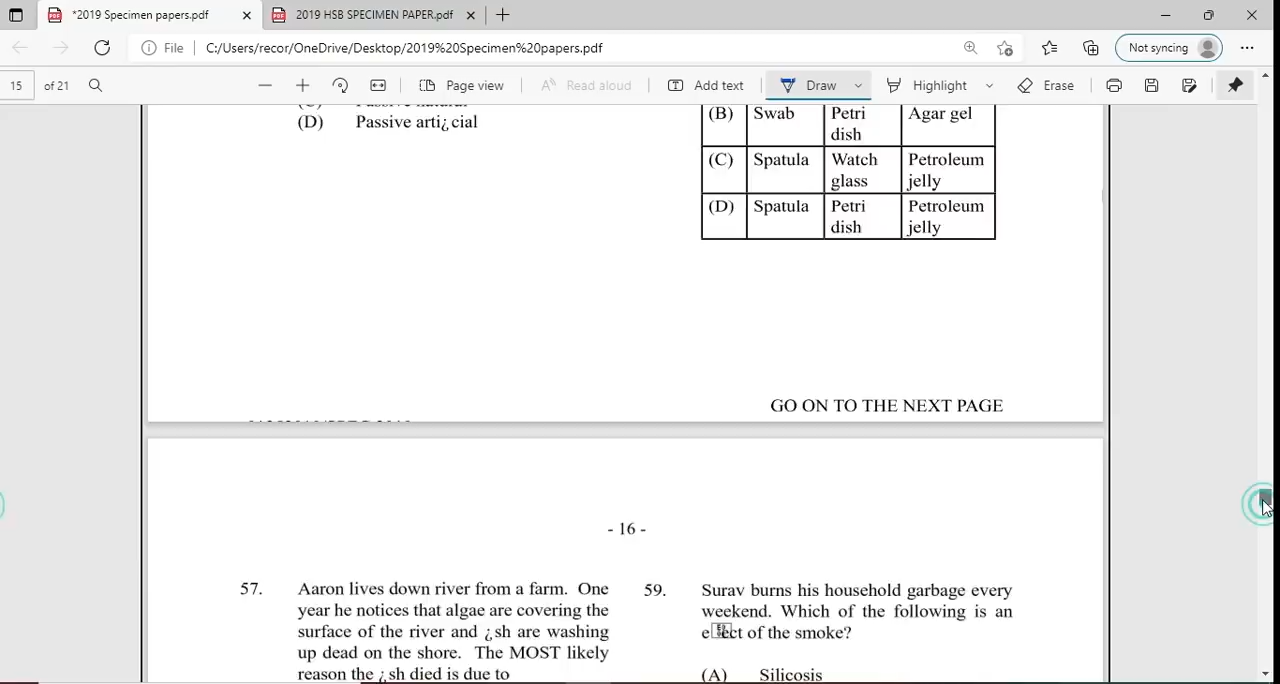 *2019 Specimen papers.pdf
2019 HSB SPECIMEN PAPER.pdf
File
C:/Users/recor/OneDrive/Desktop/2019%20Specimen%20papers.pdf
Not syncing
15 of 21
Page view
Read aloud
Add text
Draw
Highlight
Erase
(D) Passive arti¿cial
(B) Swab Petri dish Agar gel
(C) Spatula Watch glass Petroleum jelly
(D) Spatula Petri dish Petroleum jelly
GO ON TO THE NEXT PAGE
- 16 -
57. Aaron lives down river from a farm. One
year he notices that algae are covering the
surface of the river and ¿sh are washing
up dead on the shore. The MOST likely
reason the ¿sh died is due to
59. Surav burns his household garbage every
weekend. Which of the following is an
of the smoke?
(A) Silicosis